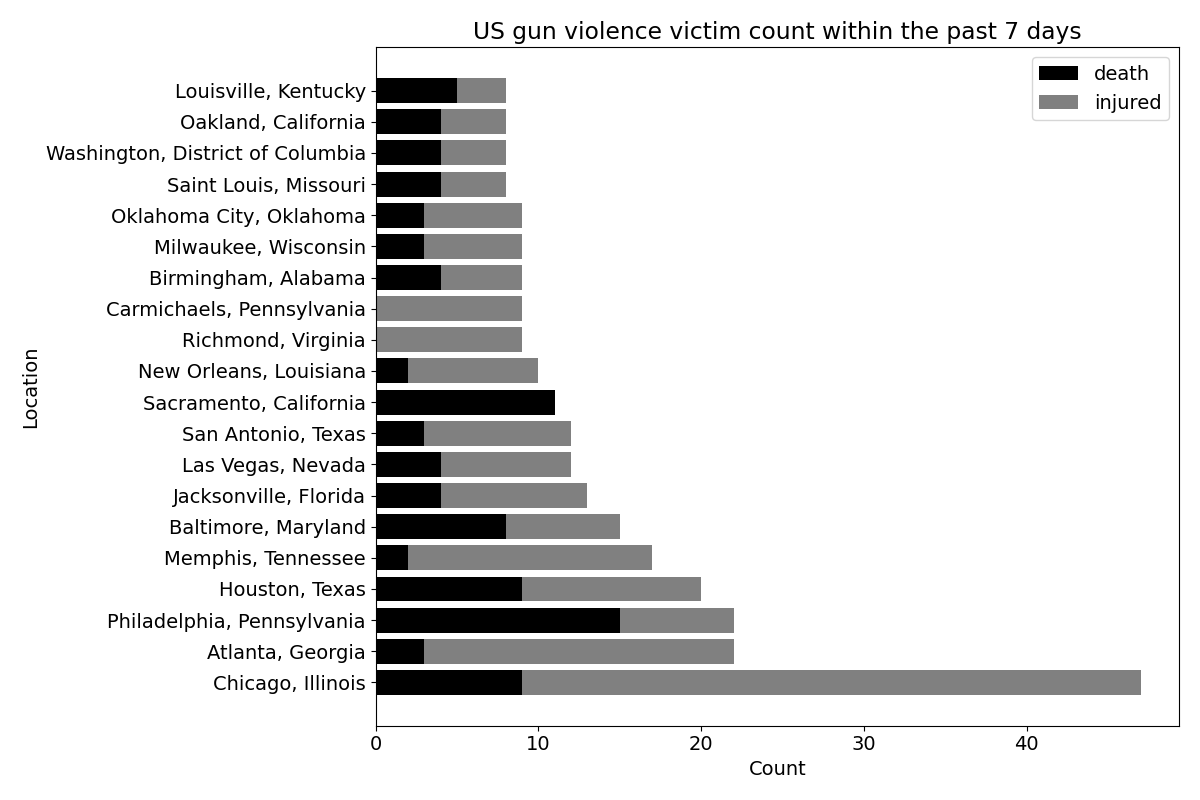 US gun violence victim count within the past 7 days
death
injured
Location
Louisville, Kentucky
Oakland, California
Washington, District of Columbia
Saint Louis, Missouri
Oklahoma City, Oklahoma
Milwaukee, Wisconsin
Birmingham, Alabama
Carmichaels, Pennsylvania
Richmond, Virginia
New Orleans, Louisiana
Sacramento, California
San Antonio, Texas
Las Vegas, Nevada
Jacksonville, Florida
Baltimore, Maryland
Memphis, Tennessee
Houston, Texas
Philadelphia, Pennsylvania
Atlanta, Georgia
Chicago, Illinois
0 10 20 30 40
Count